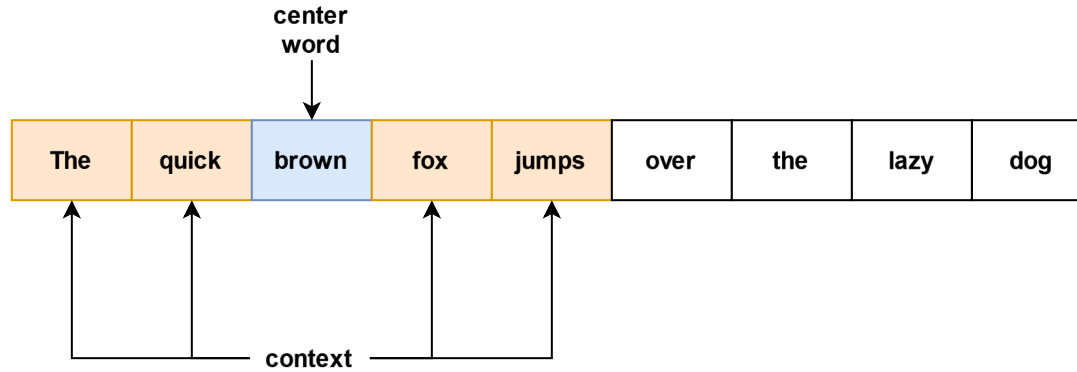 center
word
The quick brown fox jumps over the lazy dog
context